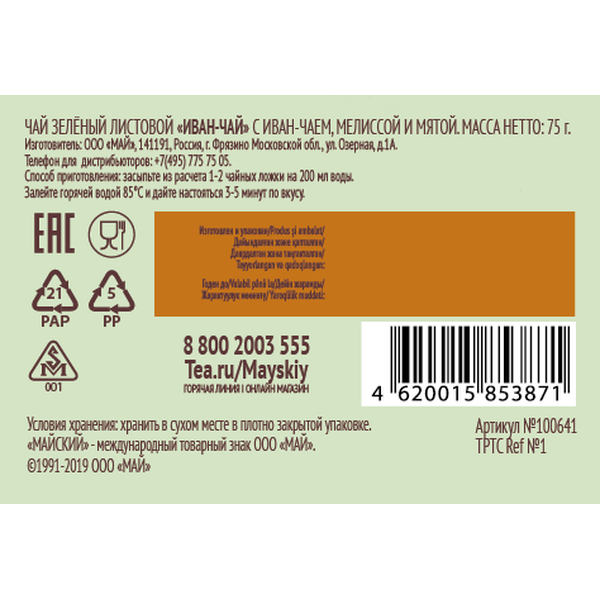 ЧАЙ ЗЕЛЁНЫЙ ЛИСТОВОЙ «ИВАН-ЧАЙ» С ИВАН-ЧАЕМ, МЕЛИССОЙ И МЯТОЙ. МАССА НЕТТО: 75 г.
Изготовитель: ООО «МАЙ», 141191, Россия, г. Фрязино Московской обл., ул. Озерная, д.1А.
Телефон для дистрибьюторов: +7(495) 775 75 05.
Способ приготовления: засыпьте из расчета 1-2 чайных ложки на 200 мл воды.
Залейте горячей водой 85°С и дайте настояться 3-5 минут по вкусу.
EAC
Изготовлен и упакован/Produs și ambalat/
Дайындалған және қапталған/
Даярдалган жана таңгакталган/
Tayyorlangan va qadoqlangan:
Годен до/Valabil până la/Дейін жарамды/
Жарактуулук мөөнөтү/Yaroqlilik muddati:
21
PAP
5
PP
001
8 800 2003 555
Tea.ru/Mayskiy
ГОРЯЧАЯ ЛИНИЯ I ОНЛАЙН МАГАЗИН
4 620015 853871
Условия хранения: хранить в сухом месте в плотно закрытой упаковке.
«МАЙСКИЙ» - международный товарный знак ООО «МАЙ».
©1991-2019 ООО «МАЙ»
Артикул №100641
ТРТС Ref №1